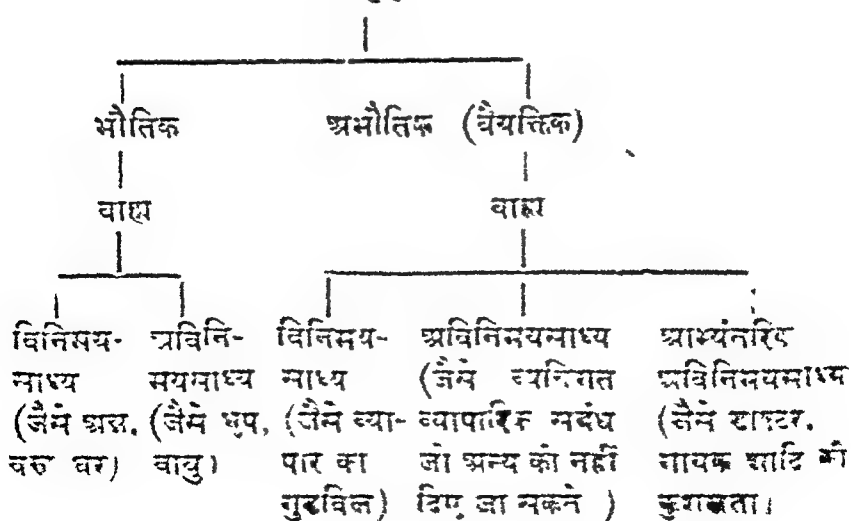 भौतिक अभौतिक (वैयक्तिक)
वाह्य वाह्य
विनिमय- अविनि- विनिमय- अविनिमयसाध्य आभ्यंतरिक
साध्य मयसाध्य साध्य (जैसे व्यक्तिगत अविनिमयसाध्य
(जैसे अन्न, (जैसे धूप, (जैसे व्या- व्यापारिक संबंध (जैसे डाक्टर,
वस्त्र घर) वायु) पार का जो अन्य को नहीं गायक आदि की
गुडविल) दिए जा सकते ) कुशलता)